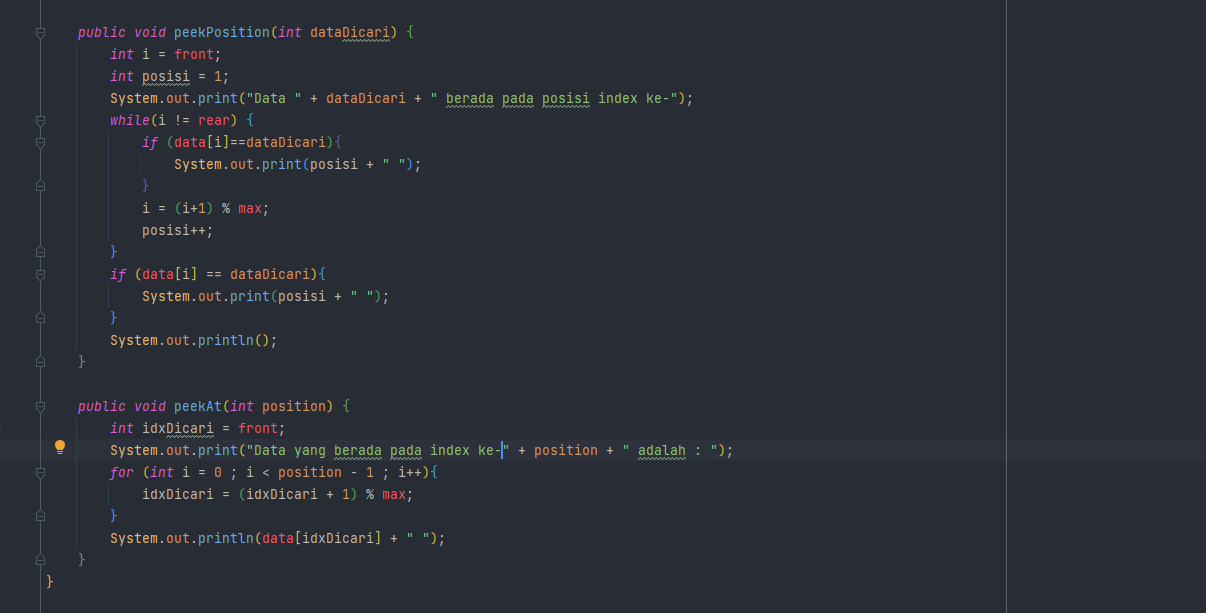 public void peekPosition(int dataDicari) {
int i = front;
int posisi = 1;
System.out.print("Data " + dataDicari + " berada pada posisi index ke-");
while(i != rear) {
if (data[i]==dataDicari){
System.out.print(posisi + " ");
}
i = (i+1) % max;
posisi++;
}
if (data[i] == dataDicari){
System.out.print(posisi + " ");
}
System.out.println();
}
public void peekAt(int position) {
int idxDicari = front;
System.out.print("Data yang berada pada index ke-" + position + " adalah : ");
for (int i = 0 ; i < position - 1 ; i++){
idxDicari = (idxDicari + 1) % max;
}
System.out.println(data[idxDicari] + " ");
}
}